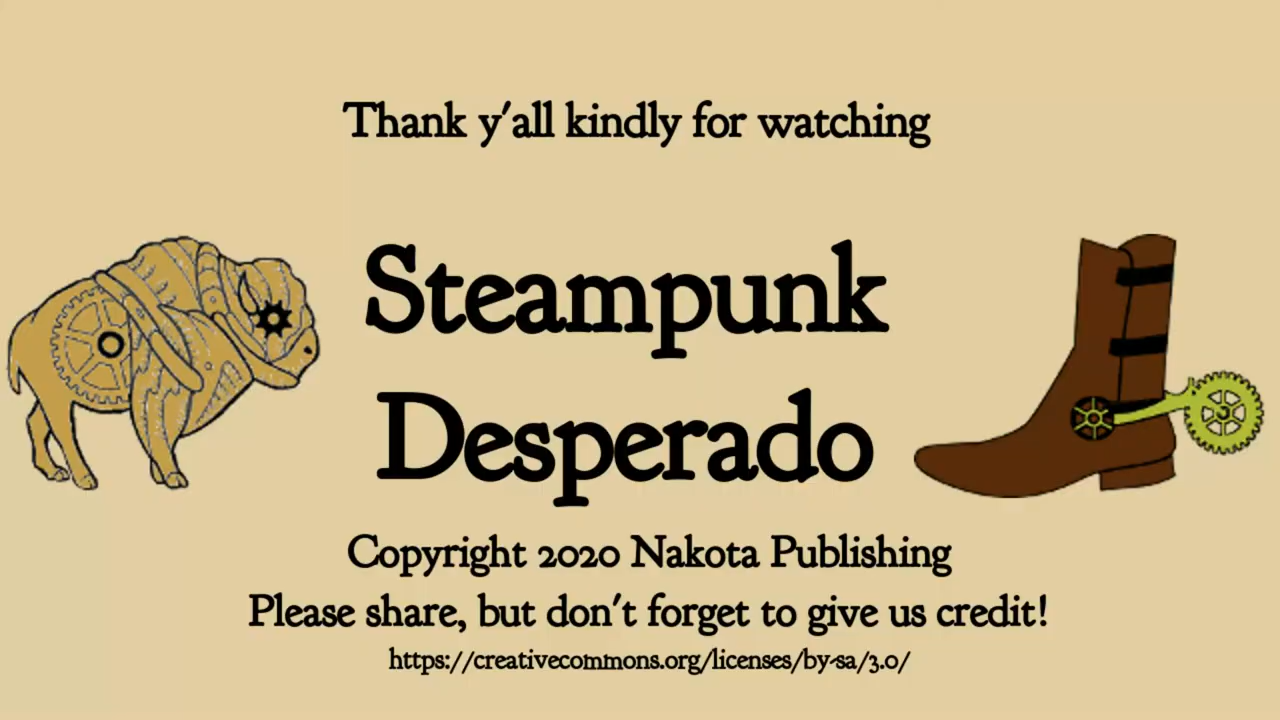 Thank y'all kindly for watching
Steampunk
Desperado
Copyright 2020 Nakota Publishing
Please share, but don't forget to give us credit!
https://creativecommons.org/licenses/by-sa/3.0/